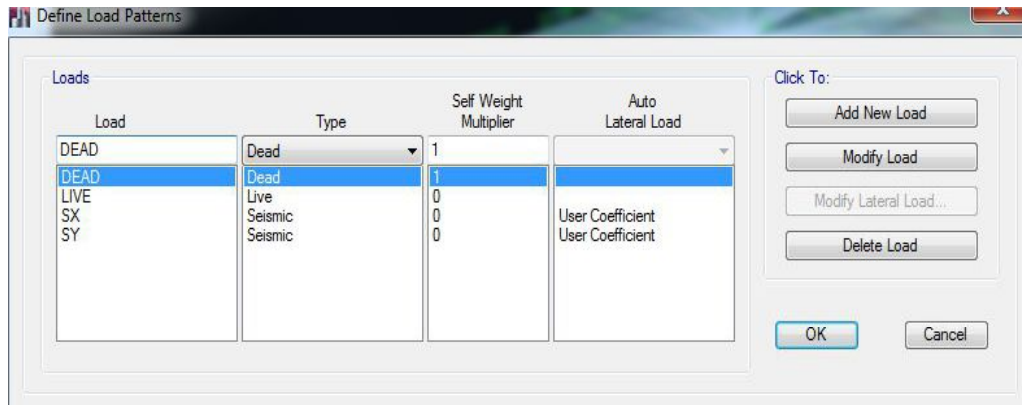 Define Load Patterns
Loads
Click To:
Load Type Self Weight Multiplier Auto Lateral Load
DEAD Dead 1
DEAD Dead 1
LIVE Live 0
SX Seismic 0 User Coefficient
SY Seismic 0 User Coefficient
Add New Load
Modify Load
Modify Lateral Load...
Delete Load
OK Cancel